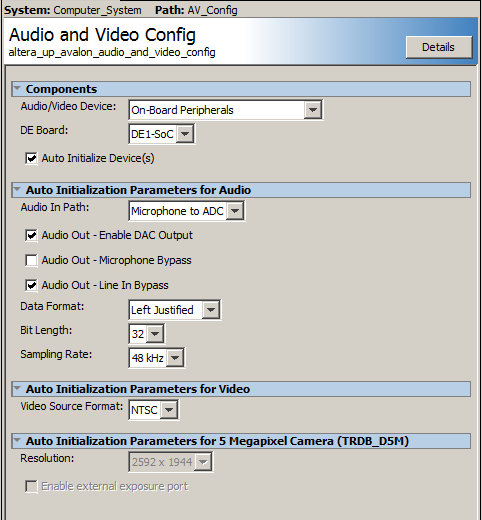 System: Computer_System Path: AV_Config
Audio and Video Config
altera_up_avalon_audio_and_video_config
Details
Components
Audio/Video Device: On-Board Peripherals
DE Board: DE1-SoC
Auto Initialize Device(s)
Auto Initialization Parameters for Audio
Audio In Path: Microphone to ADC
Audio Out - Enable DAC Output
Audio Out - Microphone Bypass
Audio Out - Line In Bypass
Data Format: Left Justified
Bit Length: 32
Sampling Rate: 48 kHz
Auto Initialization Parameters for Video
Video Source Format: NTSC
Auto Initialization Parameters for 5 Megapixel Camera (TRDB_D5M)
Resolution: 2592 x 1944
Enable external exposure port